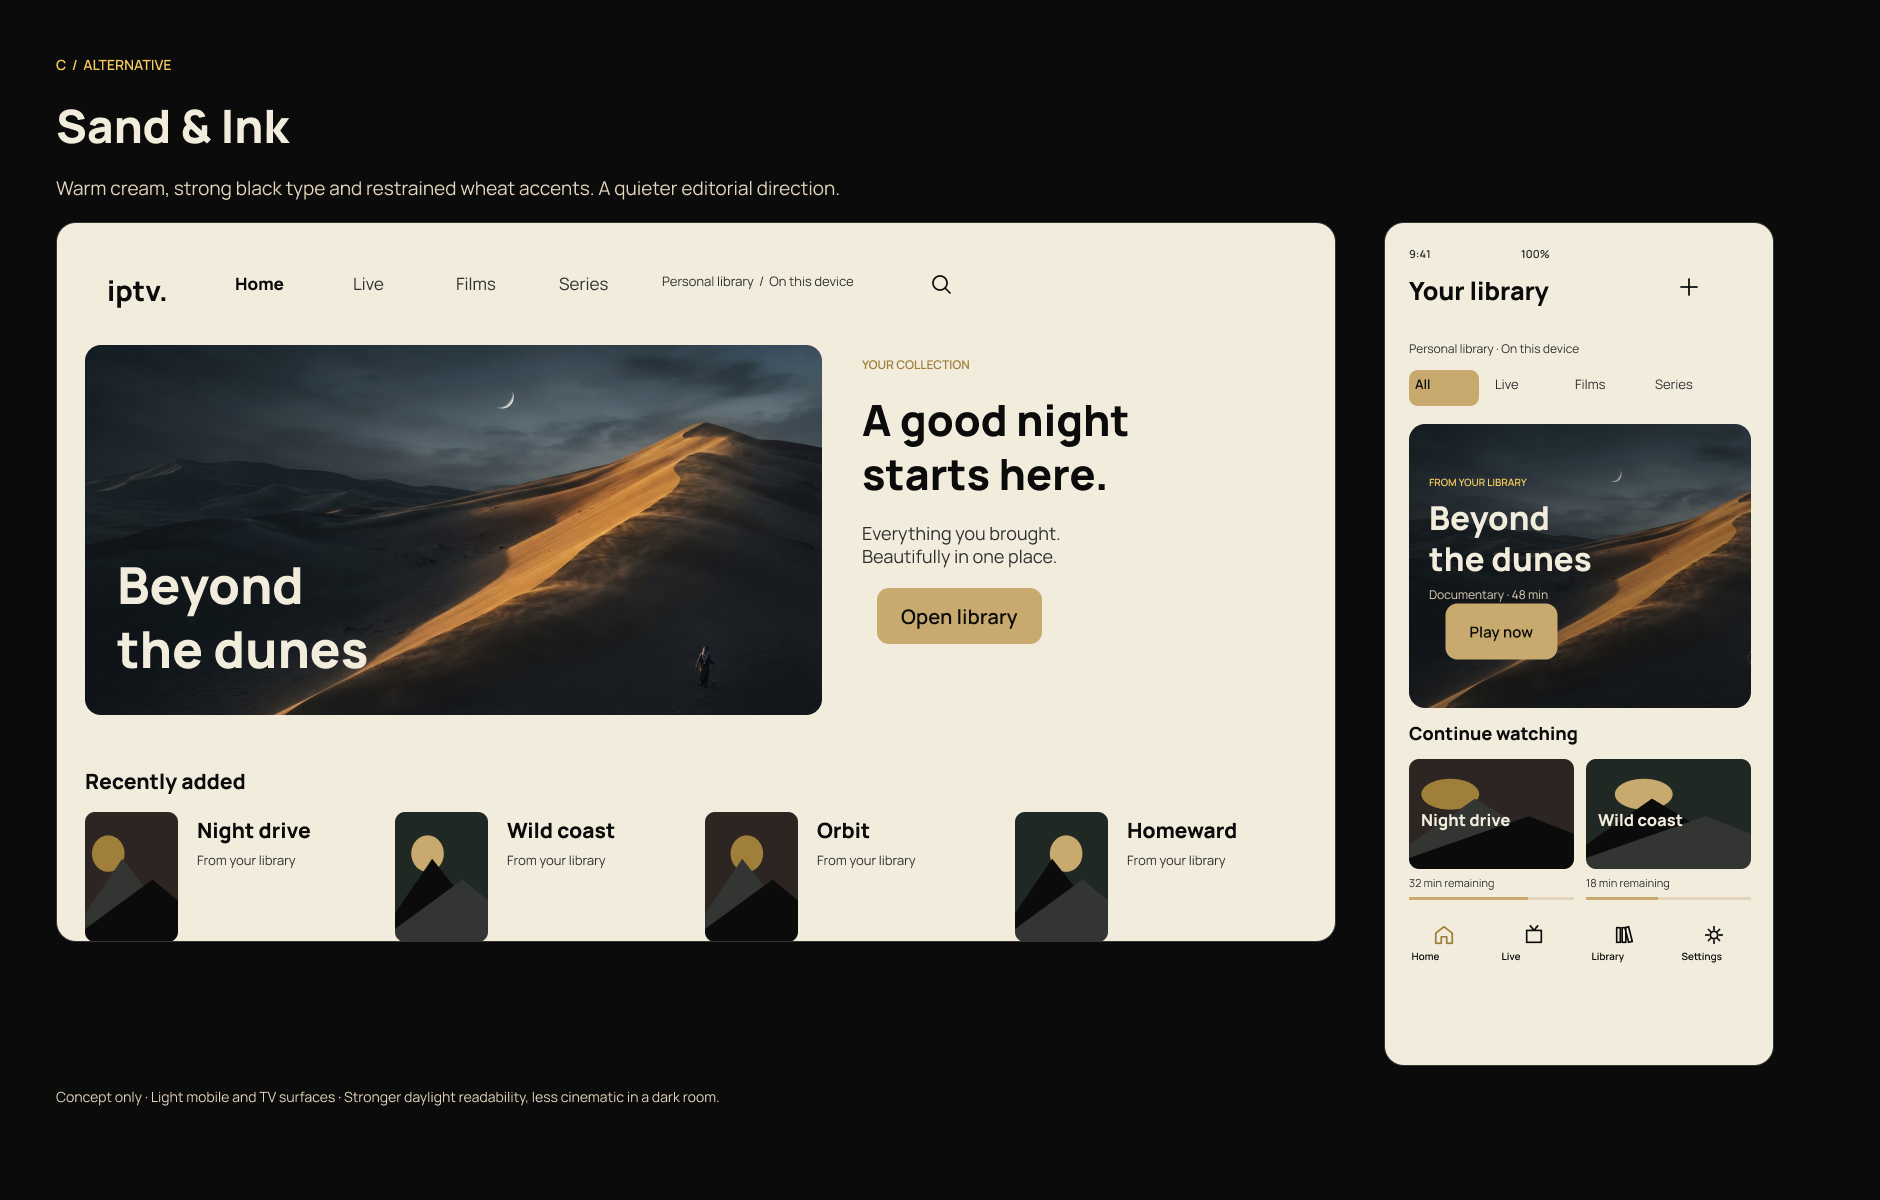 C / ALTERNATIVE
Sand & Ink
Warm cream, strong black type and restrained wheat accents. A quieter editorial direction.
iptv.
Home
Live
Films
Series
Personal library / On this device
Beyond
the dunes
YOUR COLLECTION
A good night
starts here.
Everything you brought.
Beautifully in one place.
Open library
Recently added
Night drive
From your library
Wild coast
From your library
Orbit
From your library
Homeward
From your library
9:41
100%
Your library
Personal library · On this device
All
Live
Films
Series
FROM YOUR LIBRARY
Beyond
the dunes
Documentary · 48 min
Play now
Continue watching
Night drive
Wild coast
32 min remaining
18 min remaining
Home
Live
Library
Settings
Concept only · Light mobile and TV surfaces · Stronger daylight readability, less cinematic in a dark room.